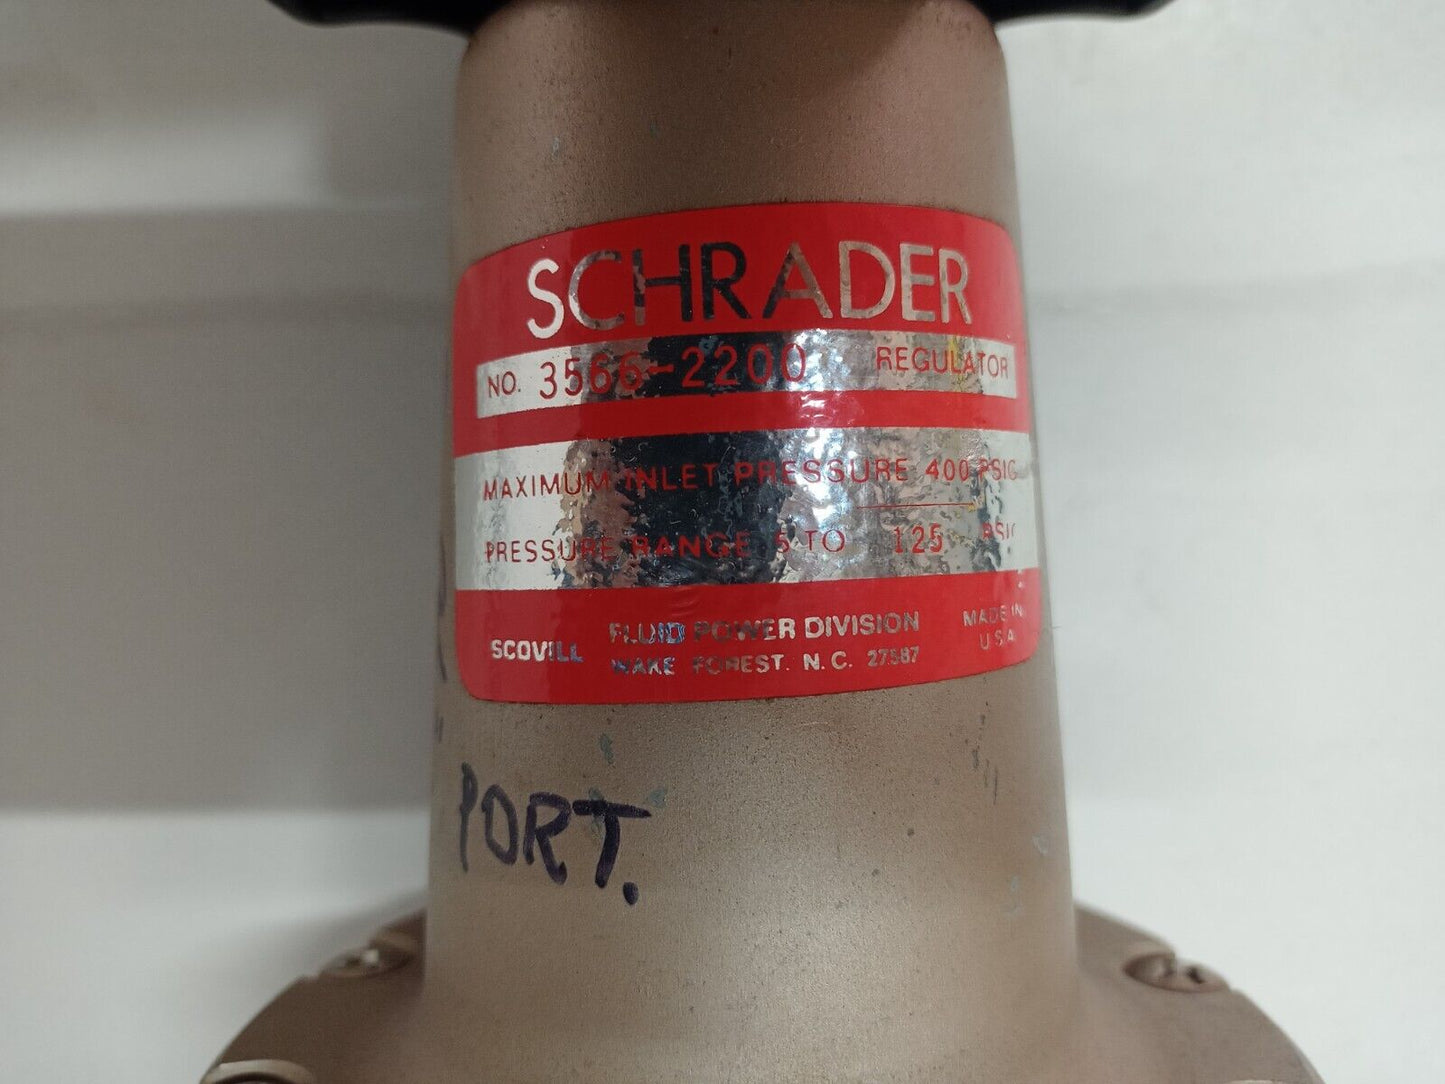 SCHRADER
NO. 3566-2200 REGULATOR
MAXIMUM INLET PRESSURE 400 PSIG
PRESSURE RANGE 5 TO 125 PSIG
SCOVILL FLUID POWER DIVISION MADE IN
WAKE FOREST. N.C. 27587 U.S.A.
PORT.